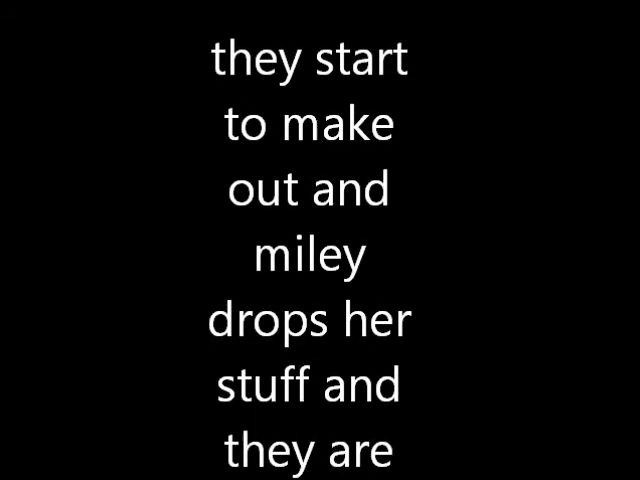 they start
to make
out and
miley
drops her
stuff and
they are